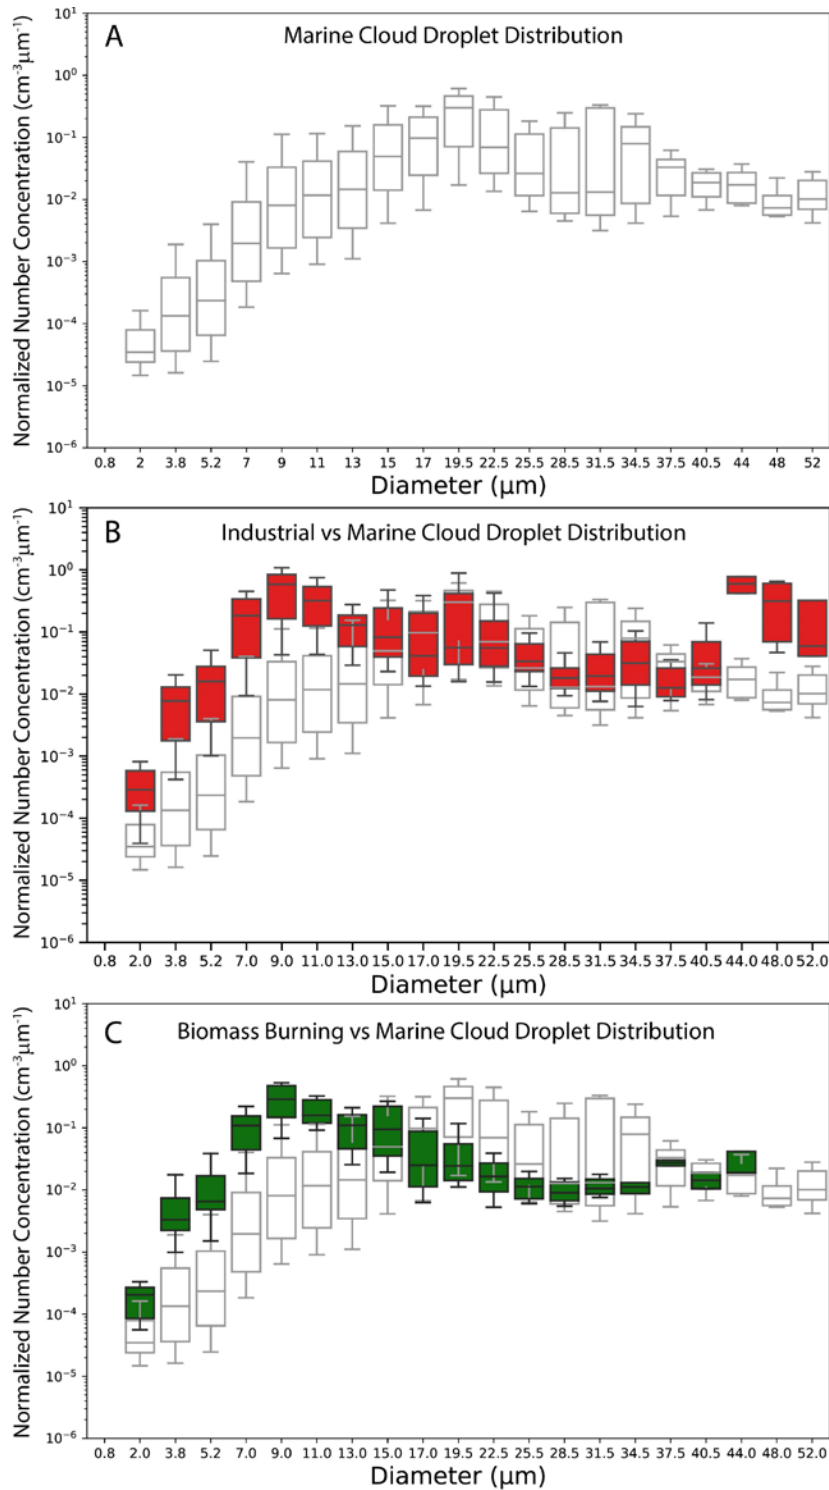 A
Marine Cloud Droplet Distribution
Normalized Number Concentration (cm⁻³μm⁻¹)
10¹
10⁰
10⁻¹
10⁻²
10⁻³
10⁻⁴
10⁻⁵
10⁻⁶
0.8 2 3.8 5.2 7 9 11 13 15 17 19.5 22.5 25.5 28.5 31.5 34.5 37.5 40.5 44 48 52
Diameter (μm)
B
Industrial vs Marine Cloud Droplet Distribution
Normalized Number Concentration (cm⁻³μm⁻¹)
10¹
10⁰
10⁻¹
10⁻²
10⁻³
10⁻⁴
10⁻⁵
10⁻⁶
0.8 2.0 3.8 5.2 7.0 9.0 11.0 13.0 15.0 17.0 19.5 22.5 25.5 28.5 31.5 34.5 37.5 40.5 44.0 48.0 52.0
Diameter (μm)
C
Biomass Burning vs Marine Cloud Droplet Distribution
Normalized Number Concentration (cm⁻³μm⁻¹)
10¹
10⁰
10⁻¹
10⁻²
10⁻³
10⁻⁴
10⁻⁵
10⁻⁶
0.8 2.0 3.8 5.2 7.0 9.0 11.0 13.0 15.0 17.0 19.5 22.5 25.5 28.5 31.5 34.5 37.5 40.5 44.0 48.0 52.0
Diameter (μm)